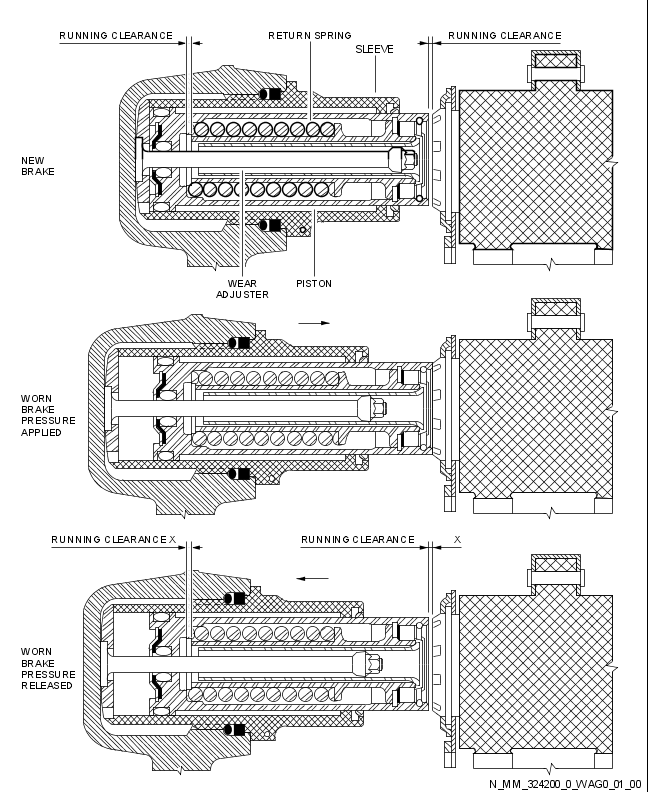 RUNNING CLEARANCE
RETURN SPRING
RUNNING CLEARANCE
SLEEVE
NEW
BRAKE
WEAR
ADJUSTER
PISTON
WORN
BRAKE
PRESSURE
APPLIED
RUNNING CLEARANCE X
RUNNING CLEARANCE
X
WORN
BRAKE
PRESSURE
RELEASED
N_MM_324200_0_WAG0_01_00